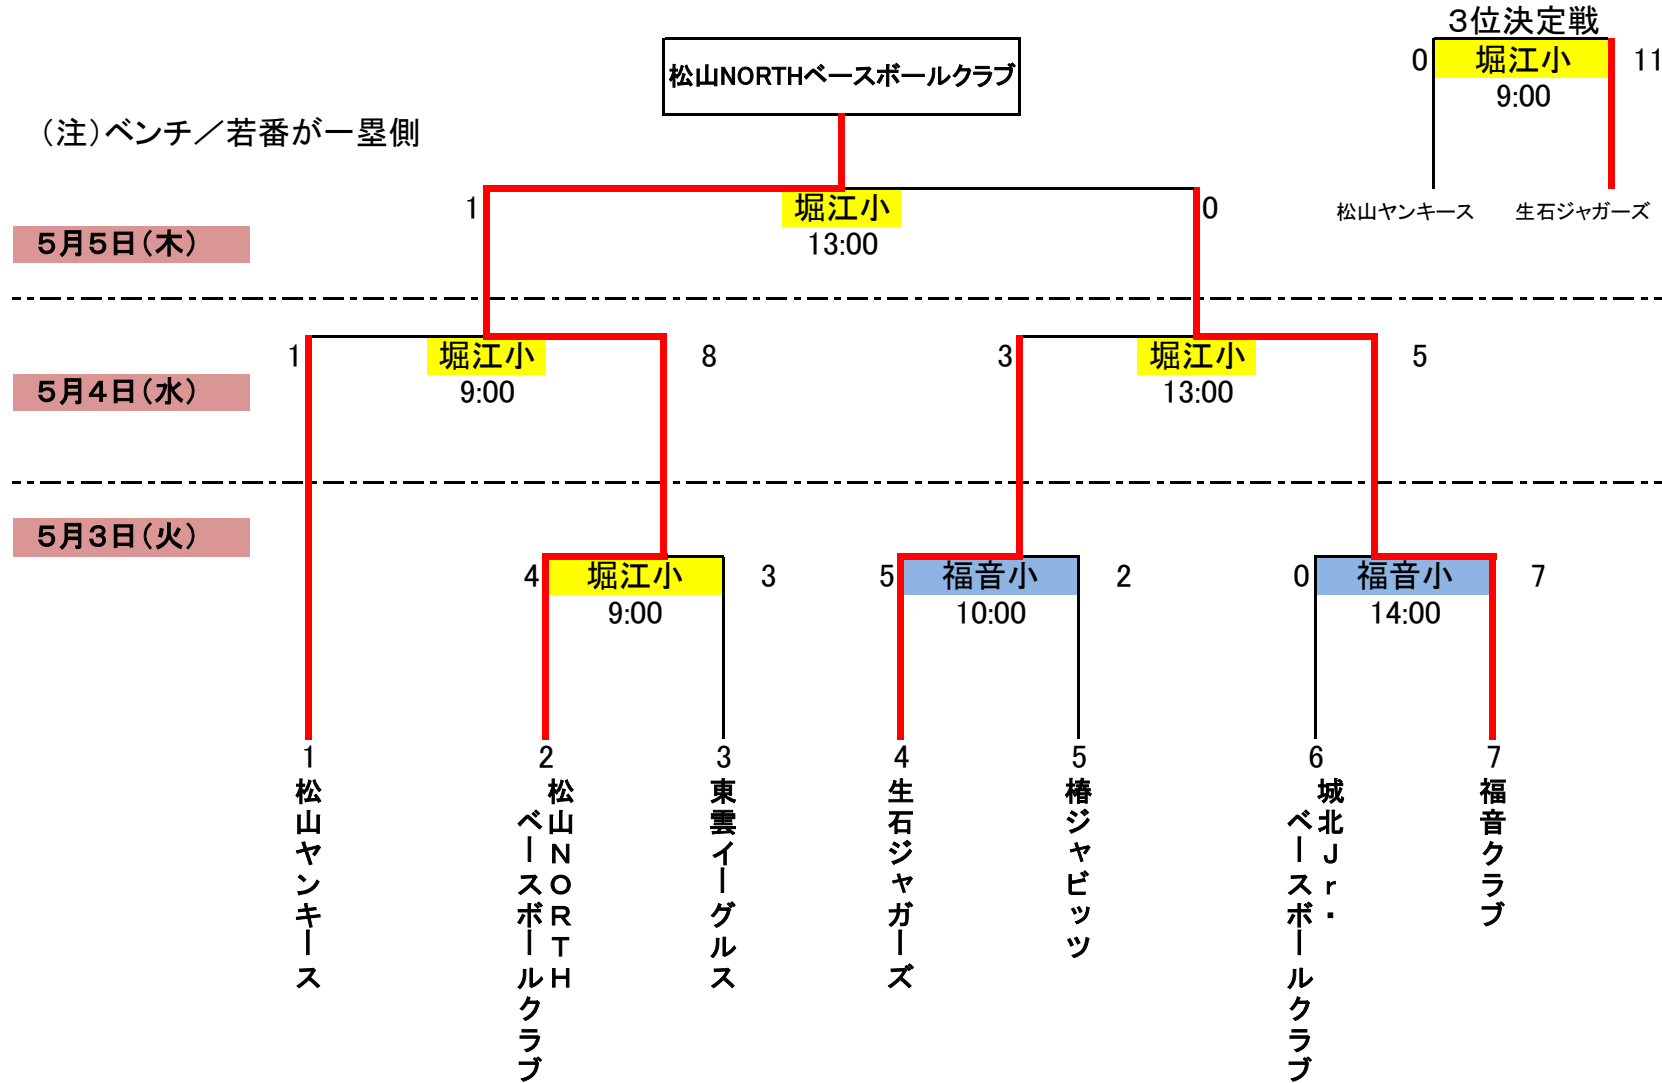 3位決定戦
松山NORTHベースボールクラブ
0
堀江小
11
9:00
（注）ベンチ／若番が一塁側
1
堀江小
0
松山ヤンキース
生石ジャガーズ
5月5日（木）
13:00
1
堀江小
8
3
堀江小
5
5月4日（水）
9:00
13:00
5月3日（火）
4
堀江小
3
5
福音小
2
0
福音小
7
9:00
10:00
14:00
1
松山ヤンキース
2
松山NORTH
ベースボールクラブ
3
東雲イーグルス
4
生石ジャガーズ
5
椿ジャビッツ
6
城北Jr.
ベースボールクラブ
7
福音クラブ